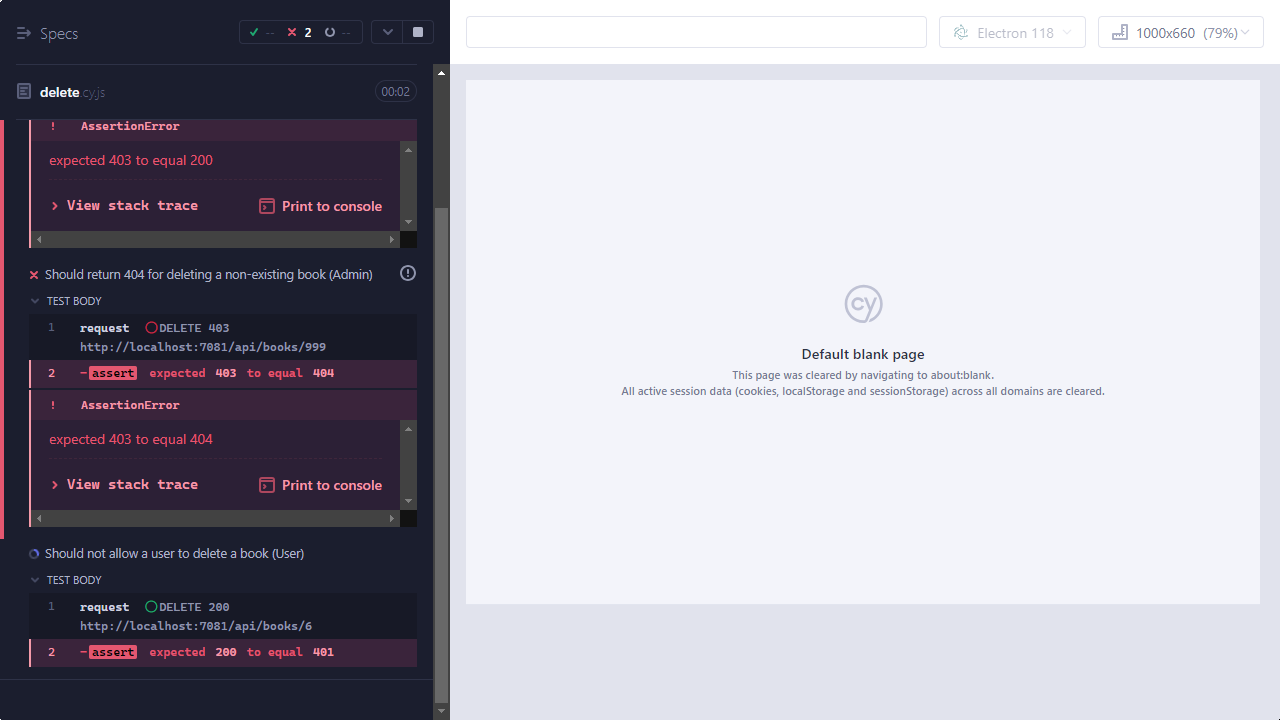 Specs
-- 2 --
Electron 118
1000x660 (79%)
delete.cy.js
00:02
! AssertionError
expected 403 to equal 200
View stack trace
Print to console
Should return 404 for deleting a non-existing book (Admin)
TEST BODY
1 request DELETE 403
http://localhost:7081/api/books/999
2 -assert expected 403 to equal 404
! AssertionError
expected 403 to equal 404
View stack trace
Print to console
Should not allow a user to delete a book (User)
TEST BODY
1 request DELETE 200
http://localhost:7081/api/books/6
2 -assert expected 200 to equal 401
cy
Default blank page
This page was cleared by navigating to about:blank.
All active session data (cookies, localStorage and sessionStorage) across all domains are cleared.